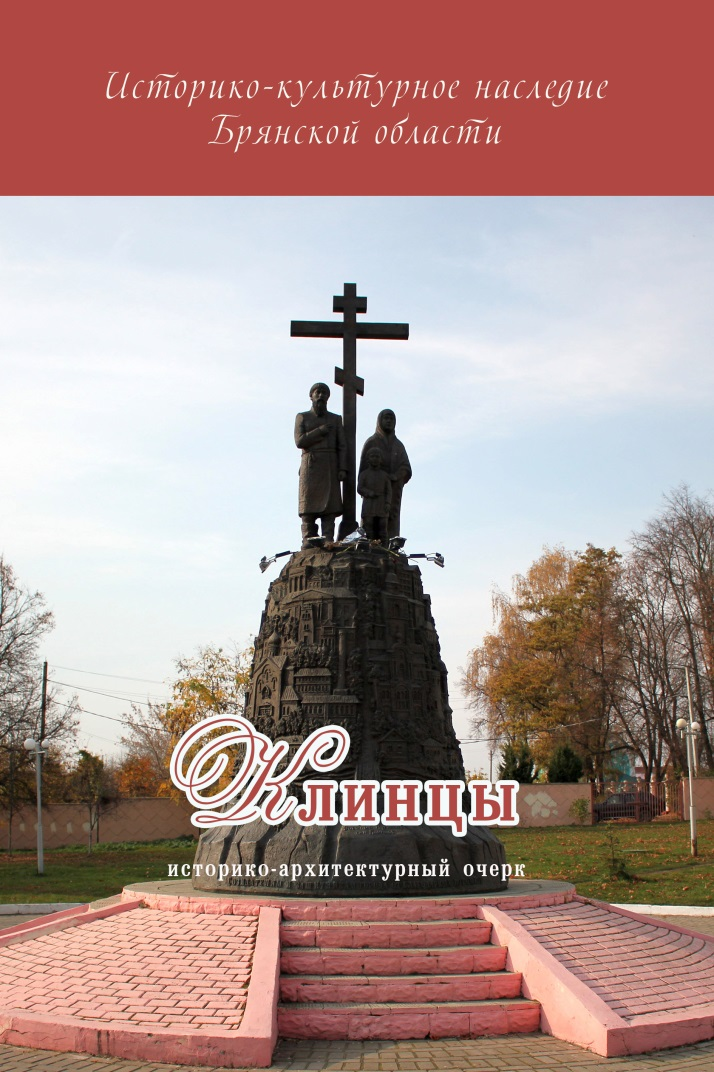 Историко-культурное наследие
Брянской области
Клинцы
историко-архитектурный очерк